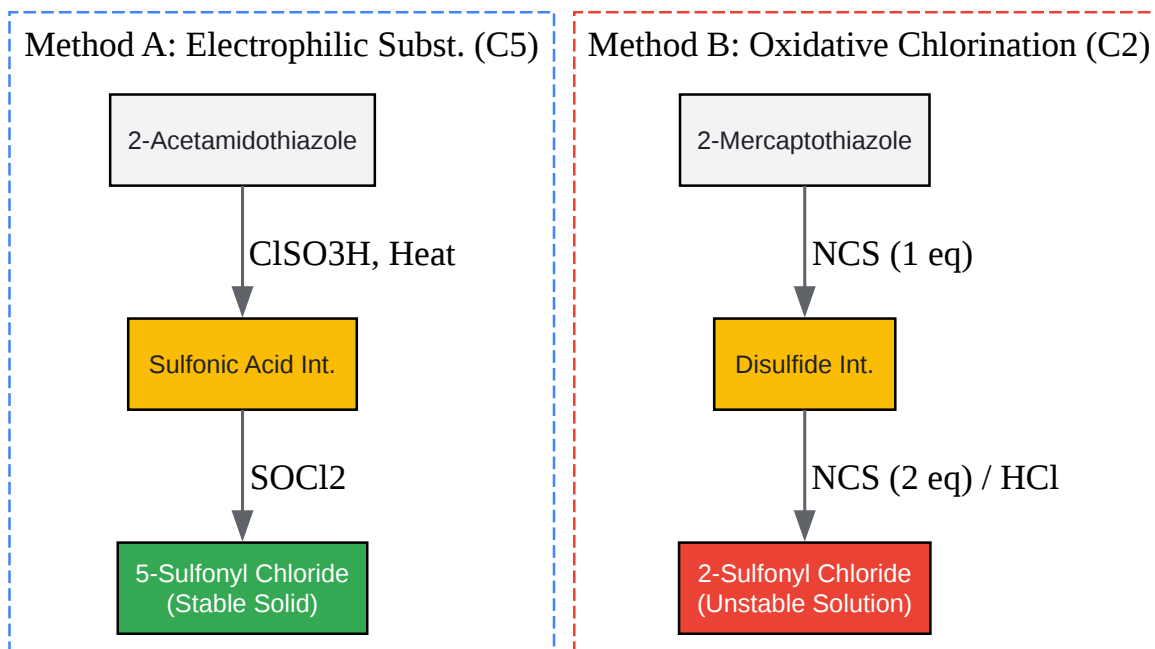 Method A: Electrophilic Subst. (C5)
2-Acetamidothiazole
ClSO3H, Heat
Sulfonic Acid Int.
SOCl2
5-Sulfonyl Chloride
(Stable Solid)
Method B: Oxidative Chlorination (C2)
2-Mercaptothiazole
NCS (1 eq)
Disulfide Int.
NCS (2 eq) / HCl
2-Sulfonyl Chloride
(Unstable Solution)